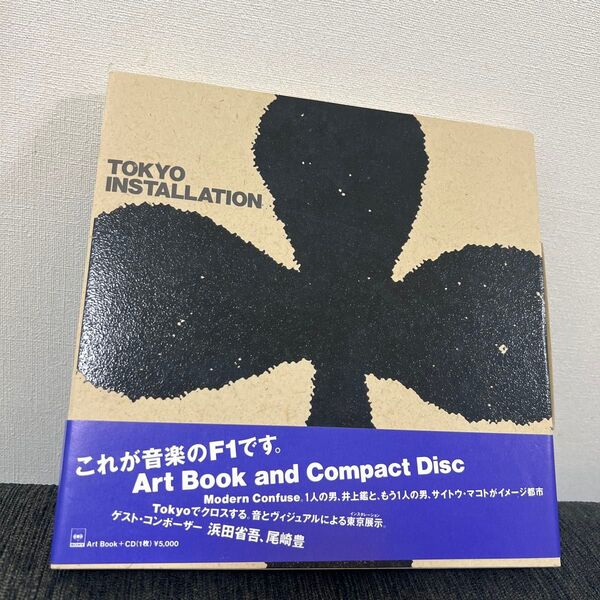 TOKYO
INSTALLATION
これが音楽のF1です。
Art Book and Compact Disc
Modern Confuse。1人の男、井上鑑と、もう1人の男、サイトウ・マコトがイメージ都市
Tokyoでクロスする。音とヴィジュアルによる東京展示。
インスタレーション
ゲスト・コンポーザー 浜田省吾、尾崎豊
Art Book+CD(1枚) ¥5,000